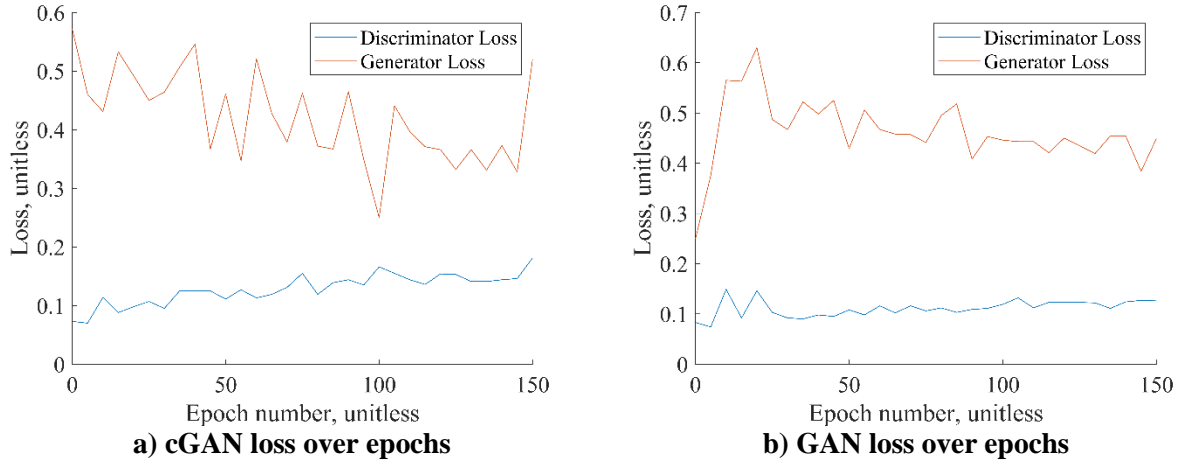 0.6
0.5
0.4
0.3
0.2
0.1
0
Loss, unitless
Discriminator Loss
Generator Loss
0 50 100 150
Epoch number, unitless
a) cGAN loss over epochs
0.7
0.6
0.5
0.4
0.3
0.2
0.1
0
Loss, unitless
Discriminator Loss
Generator Loss
0 50 100 150
Epoch number, unitless
b) GAN loss over epochs